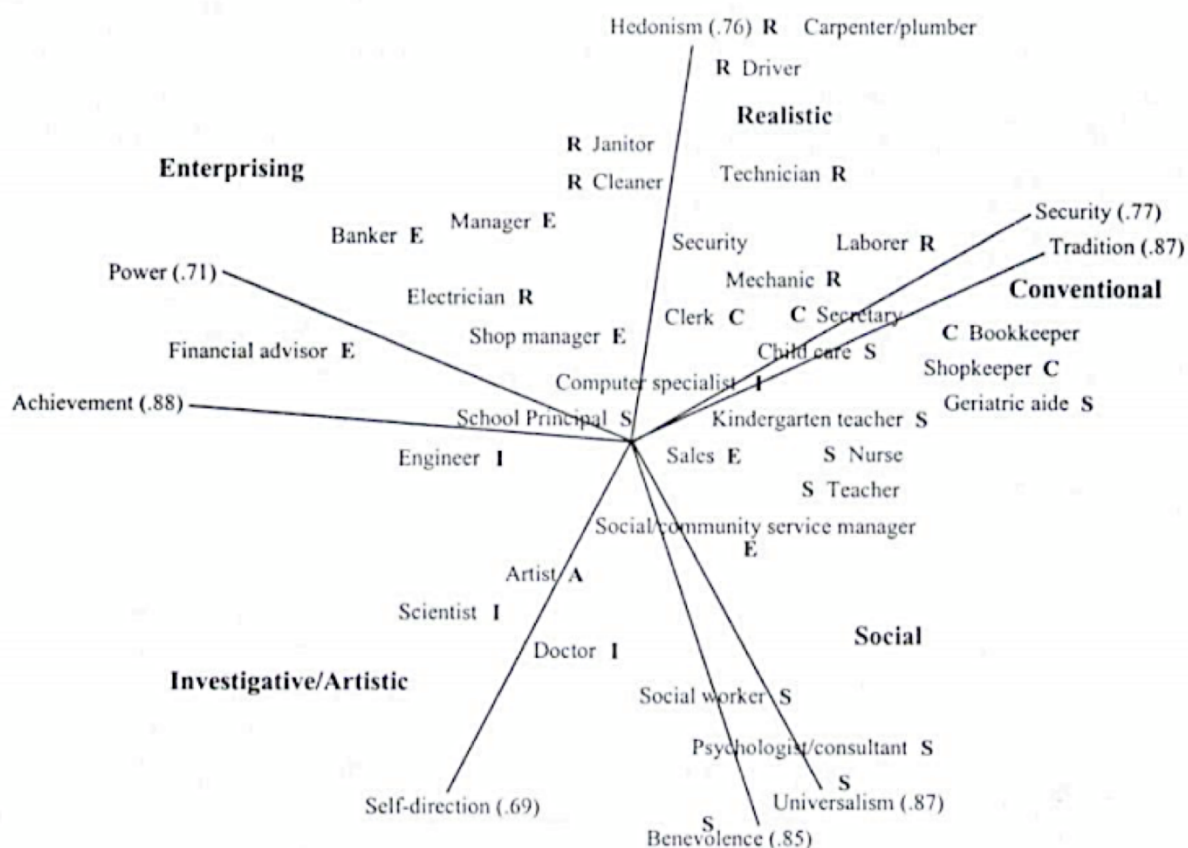 Hedonism (.76) R Carpenter/plumber
R Driver
Realistic
R Janitor
Enterprising
Technician R
R Cleaner
Security (.77)
Manager E
Banker E
Security
Laborer R
Tradition (.87)
Power (.71)
Mechanic R
Conventional
Electrician R
Clerk C
C Secretary
C Bookkeeper
Shop manager E
Financial advisor E
Child care S
Shopkeeper C
Computer specialist I
Achievement (.88)
Geriatric aide S
School Principal S
Kindergarten teacher S
Engineer I
Sales E
S Nurse
S Teacher
Social/community service manager
E
Artist A
Scientist I
Social
Doctor I
Investigative/Artistic
Social worker S
Psychologist/consultant S
S
Self-direction (.69)
Universalism (.87)
S
Benevolence (.85)